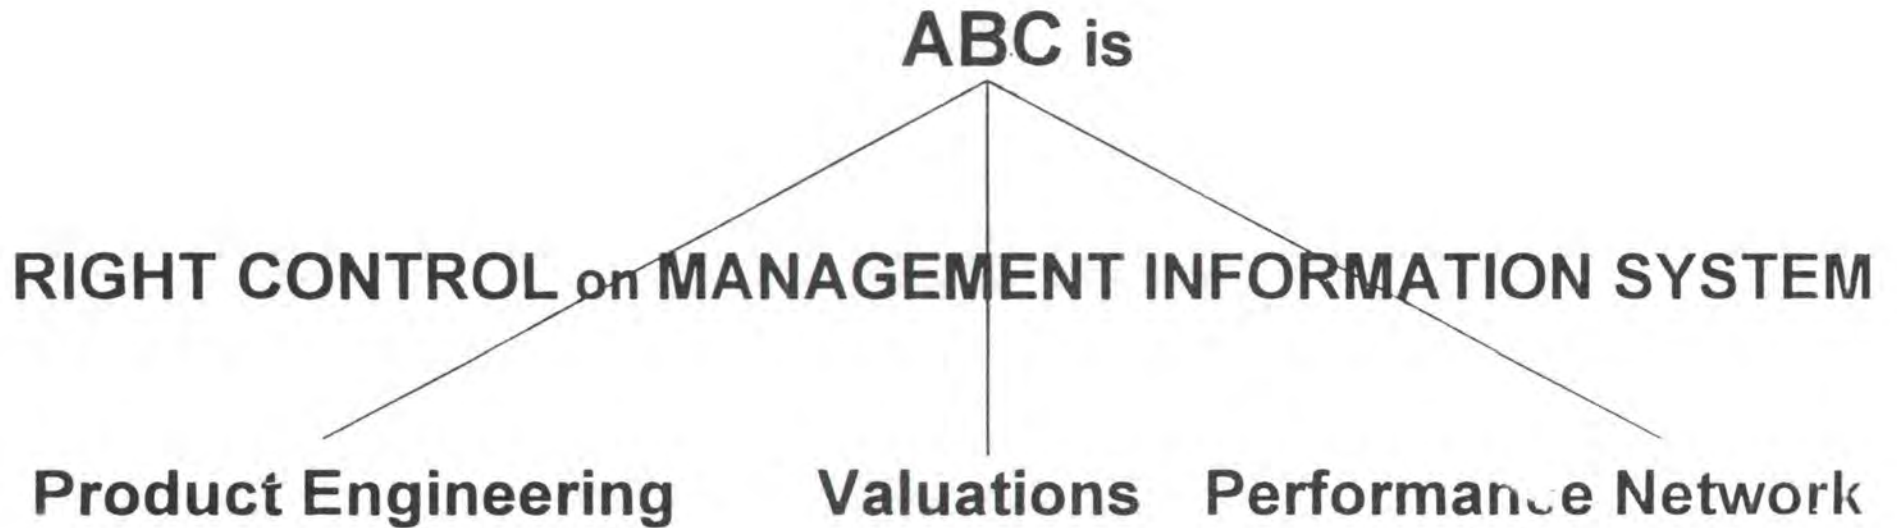 ABC is
RIGHT CONTROL on MANAGEMENT INFORMATION SYSTEM
Product Engineering Valuations Performance Network